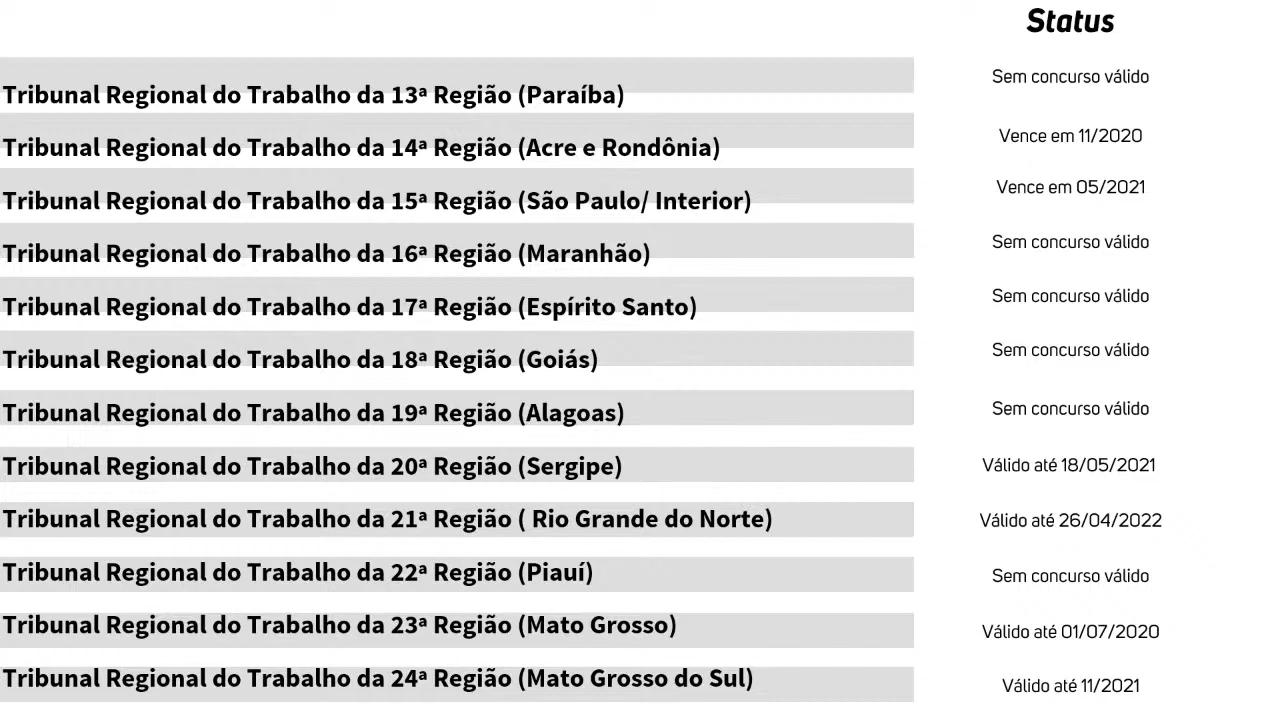 Status
Tribunal Regional do Trabalho da 13ª Região (Paraíba) Sem concurso válido
Tribunal Regional do Trabalho da 14ª Região (Acre e Rondônia) Vence em 11/2020
Tribunal Regional do Trabalho da 15ª Região (São Paulo/ Interior) Vence em 05/2021
Tribunal Regional do Trabalho da 16ª Região (Maranhão) Sem concurso válido
Tribunal Regional do Trabalho da 17ª Região (Espírito Santo) Sem concurso válido
Tribunal Regional do Trabalho da 18ª Região (Goiás) Sem concurso válido
Tribunal Regional do Trabalho da 19ª Região (Alagoas) Sem concurso válido
Tribunal Regional do Trabalho da 20ª Região (Sergipe) Válido até 18/05/2021
Tribunal Regional do Trabalho da 21ª Região ( Rio Grande do Norte) Válido até 26/04/2022
Tribunal Regional do Trabalho da 22ª Região (Piauí) Sem concurso válido
Tribunal Regional do Trabalho da 23ª Região (Mato Grosso) Válido até 01/07/2020
Tribunal Regional do Trabalho da 24ª Região (Mato Grosso do Sul) Válido até 11/2021